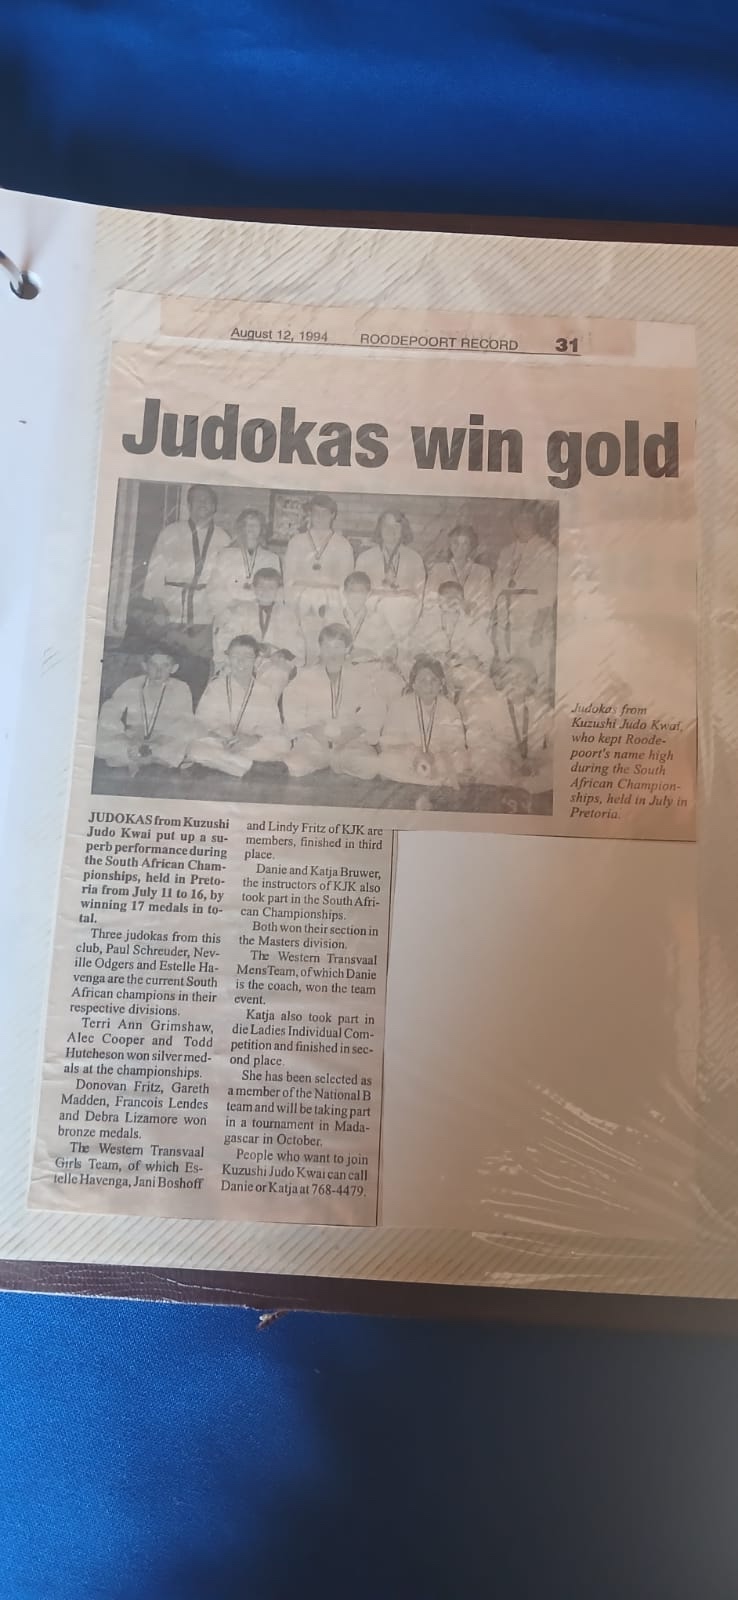 August 12, 1994 ROODEPOORT RECORD 31
Judokas win gold
Judokas from
Kuzushi Judo Kwai,
who kept Roode-
poort's name high
during the South
African Champion-
ships, held in July in
Pretoria.
JUDOKAS from Kuzushi
Judo Kwai put up a su-
perb performance during
the South African Cham-
pionships, held in Preto-
ria from July 11 to 16, by
winning 17 medals in to-
tal.
Three judokas from this
club, Paul Schreuder, Nev-
ille Odgers and Estelle Ha-
venga are the current South
African champions in their
respective divisions.
Terri Ann Grimshaw,
Alec Cooper and Todd
Hutcheson won silver med-
als at the championships.
Donovan Fritz, Gareth
Madden, Francois Lendes
and Debra Lizamore won
bronze medals.
The Western Transvaal
Girls Team, of which Es-
telle Havenga, Jani Boshoff
and Lindy Fritz of KJK are
members, finished in third
place.
Danie and Katja Bruwer,
the instructors of KJK also
took part in the South Afri-
can Championships.
Both won their section in
the Masters division.
The Western Transvaal
Mens Team, of which Danie
is the coach, won the team
event.
Katja also took part in
die Ladies Individual Com-
petition and finished in sec-
ond place.
She has been selected as
a member of the National B
team and will be taking part
in a tournament in Mada-
gascar in October.
People who want to join
Kuzushi Judo Kwai can call
Danie or Katja at 768-4479.